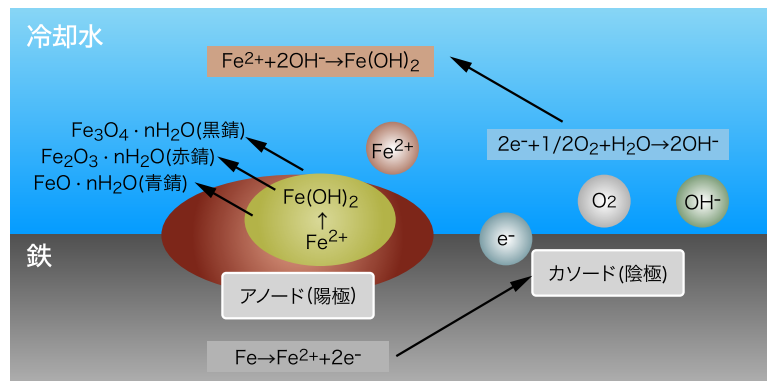 冷却水
Fe²⁺+2OH⁻→Fe(OH)₂
Fe₃O₄・nH₂O(黒錆)
Fe₂O₃・nH₂O(赤錆)
FeO・nH₂O(青錆)
Fe²⁺
2e⁻+1/2O₂+H₂O→2OH⁻
Fe(OH)₂
↑
Fe²⁺
O₂
OH⁻
e⁻
鉄
アノード(陽極)
カソード(陰極)
Fe→Fe²⁺+2e⁻